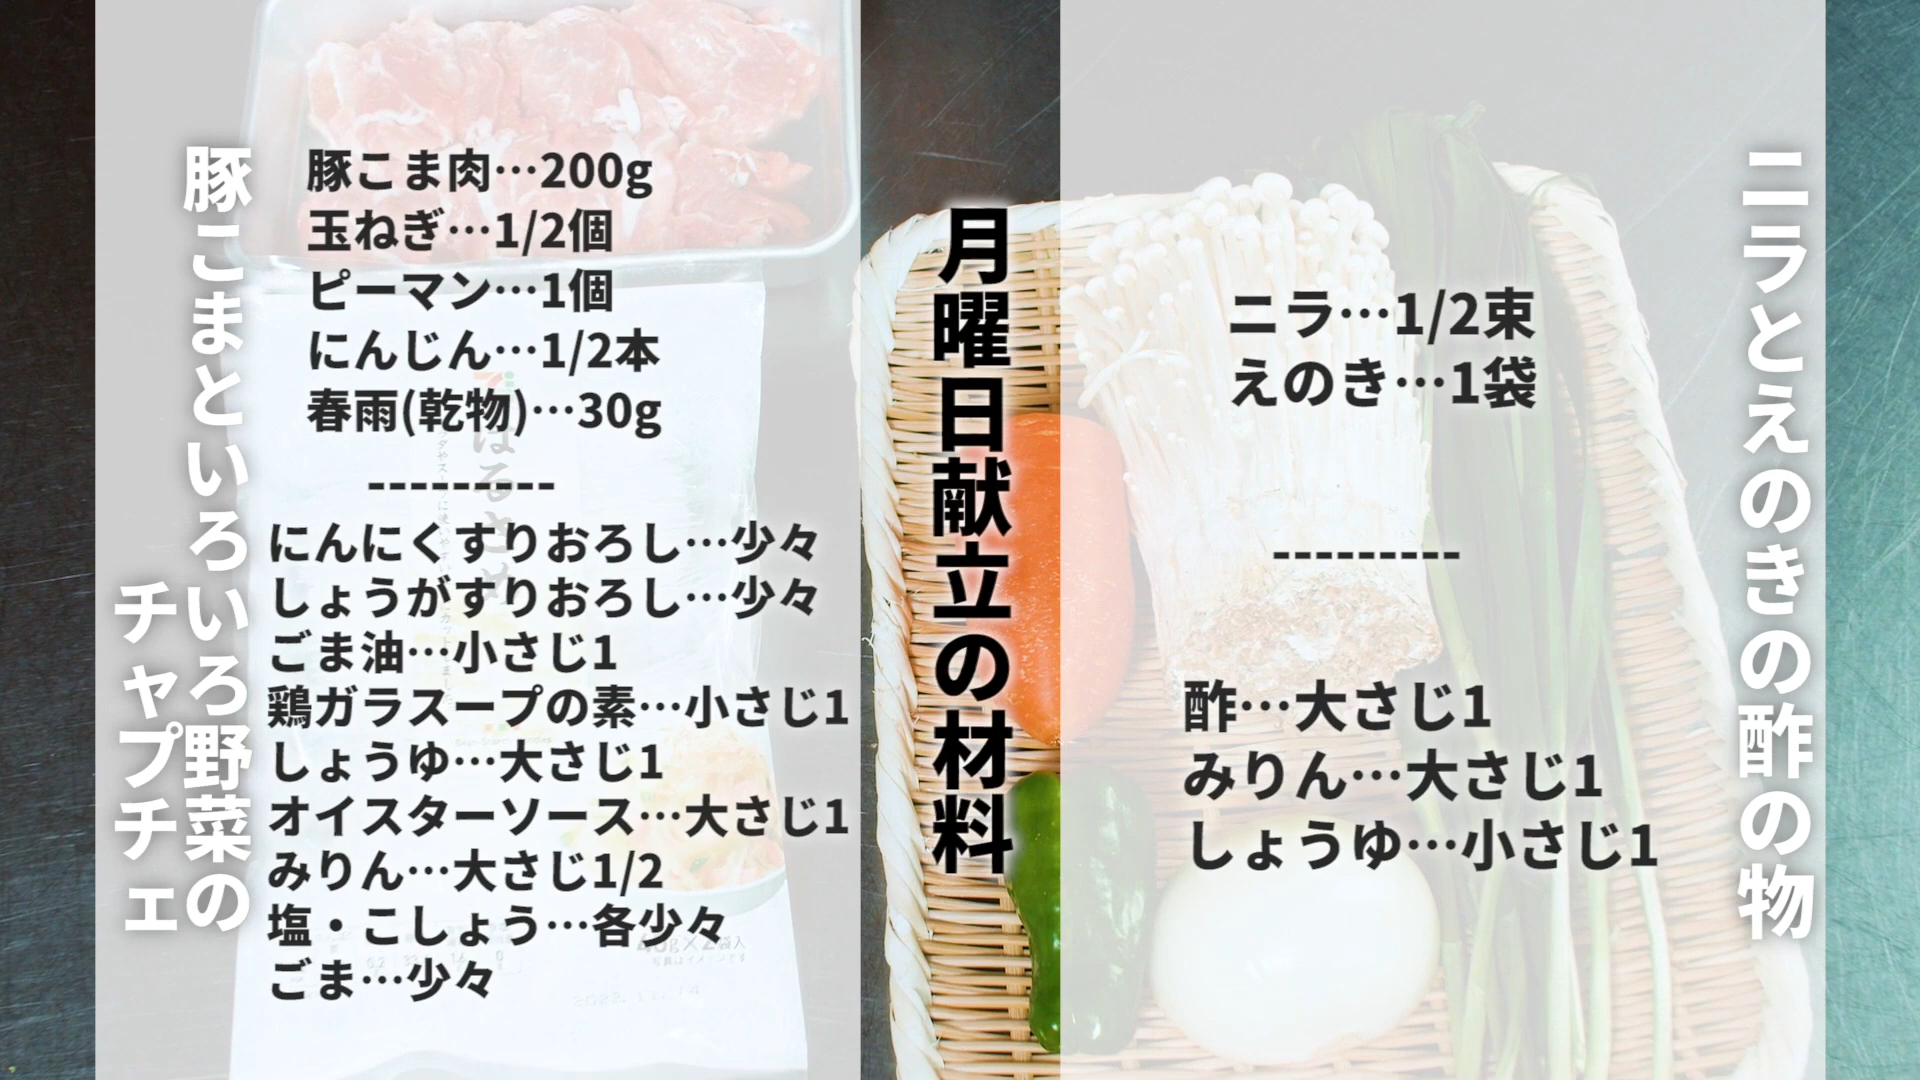 豚こまといろいろ野菜の
チャプチェ
豚こま肉…200g
玉ねぎ…1/2個
ピーマン…1個
にんじん…1/2本
春雨(乾物)…30g
---------
にんにくすりおろし…少々
しょうがすりおろし…少々
ごま油…小さじ1
鶏ガラスープの素…小さじ1
しょうゆ…大さじ1
オイスターソース…大さじ1
みりん…大さじ1/2
塩・こしょう…各少々
ごま…少々
月曜日献立の材料
ニラとえのきの酢の物
ニラ…1/2束
えのき…1袋
---------
酢…大さじ1
みりん…大さじ1
しょうゆ…小さじ1
はるさめ